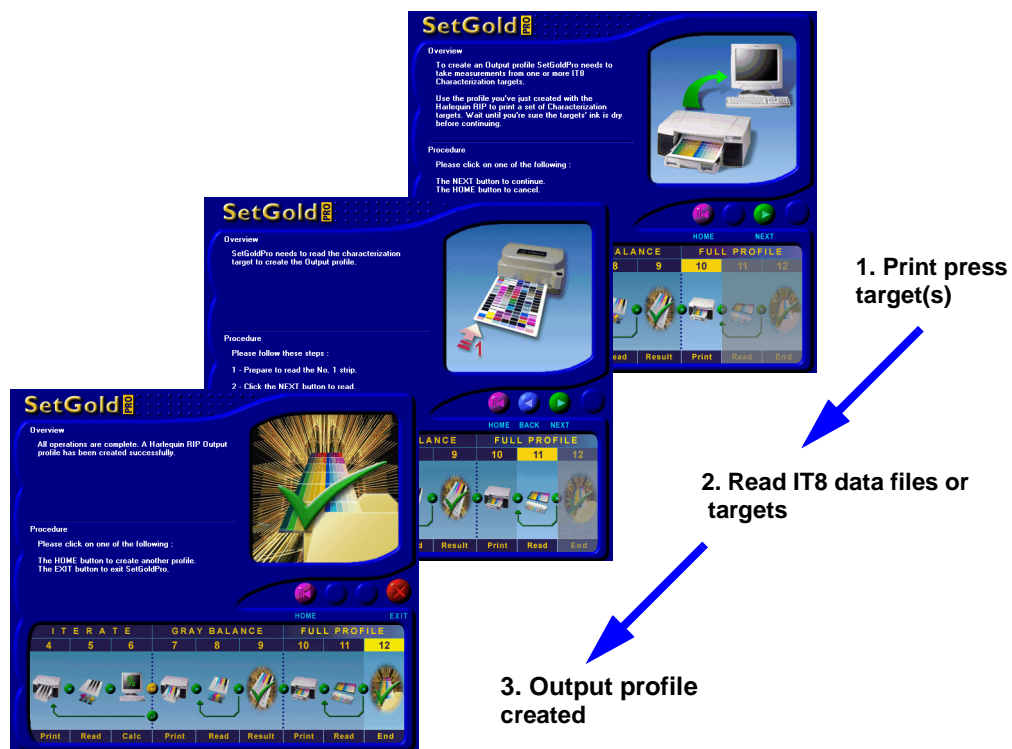 SetGold PRO
Overview
To create an Output profile SetGoldPro needs to
take measurements from one or more IT8
Characterization targets.
Use the profile you've just created with the
Harlequin RIP to print a set of Characterization
targets. Wait until you're sure the targets' ink is dry
before continuing.
Procedure
Please click on one of the following :
The NEXT button to continue.
The HOME button to cancel.
HOME NEXT
ALANCE FULL PROFILE
8 9 10 11 12
ead Result Print Read End
1. Print press
target(s)
SetGold PRO
Overview
SetGoldPro needs to read the characterization
target to create the Output profile.
Procedure
Please follow these steps :
1 - Prepare to read the No. 1 strip.
2 - Click the NEXT button to read.
1
HOME BACK NEXT
LANCE FULL PROFILE
9 10 11 12
d Result Print Read End
2. Read IT8 data files or
targets
SetGold PRO
Overview
All operations are complete. A Harlequin RIP Output
profile has been created successfully.
Procedure
Please click on one of the following :
The HOME button to create another profile.
The EXIT button to exit SetGoldPro.
HOME EXIT
ITERATE GRAY BALANCE FULL PROFILE
4 5 6 7 8 9 10 11 12
%
Print Read Calc Print Read Result Print Read End
3. Output profile
created